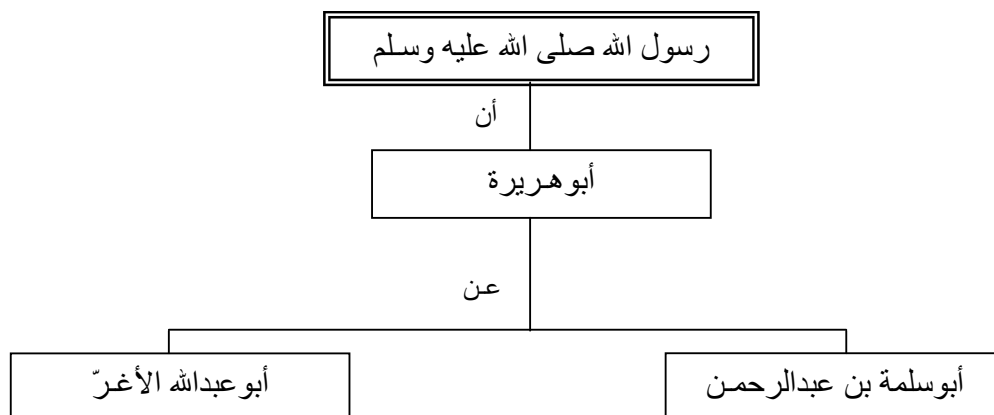 رسول الله صلى الله عليه وسلم
أن
أبوهريرة
عن
أبوسلمة بن عبدالرحمن
أبوعبدالله الأغرّ